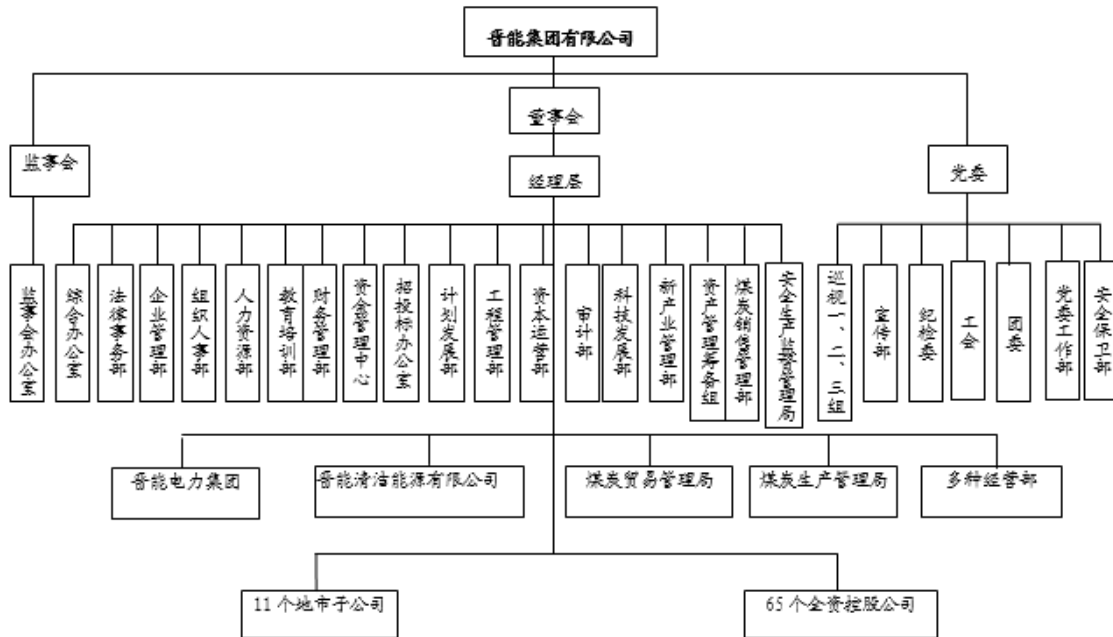 晋能集团有限公司
董事会
监事会
经理层
党委
监事会办公室
综合办公室
法律事务部
企业管理部
组织人事部
人力资源部
教育培训部
财务管理部
资金管理中心
招投标办公室
计划发展部
工程管理部
资本运营部
审计部
科技发展部
新产业管理部
资产管理筹备组
煤炭销售管理部
安全生产监督管理局
巡视一、二、三组
宣传部
纪检委
工会
团委
党委工作部
安全保卫部
晋能电力集团
晋能清洁能源有限公司
煤炭贸易管理局
煤炭生产管理局
多种经营部
11个地市子公司
65个全资控股公司